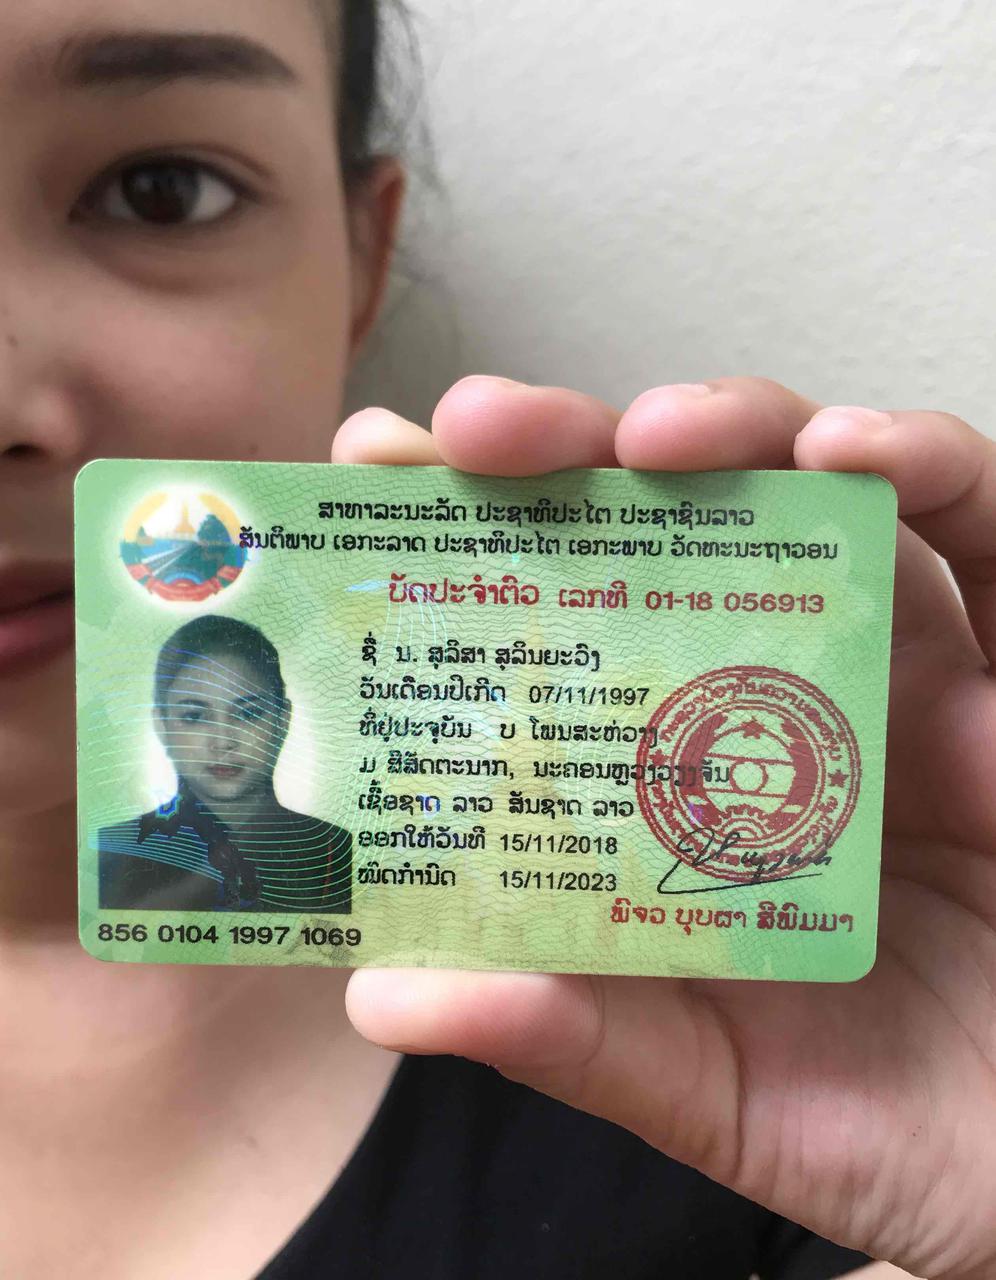 ສາທາລະນະລັດ ປະຊາທິປະໄຕ ປະຊາຊົນລາວ
ສັນຕິພາບ ເອກະລາດ ປະຊາທິປະໄຕ ເອກະພາບ ວັດທະນະຖາວອນ
ບັດປະຈຳຕົວ ເລກທີ 01-18 056913
ຊື່ ນ. ສຸລິສາ ສຸລິນຍະວົງ
ວັນເດືອນປີເກີດ 07/11/1997
ທີ່ຢູ່ປະຈຸບັນ ບ ໂພນສະຫ່ວາງ
ມ ສີສັດຕະນາກ, ນະຄອນຫຼວງວຽງຈັນ
ເຊື້ອຊາດ ລາວ ສັນຊາດ ລາວ
ອອກໃຫ້ວັນທີ 15/11/2018
ໝົດກຳນົດ 15/11/2023
ພົຈວ ບຸບຜາ ສີພົມມາ
856 0104 1997 1069